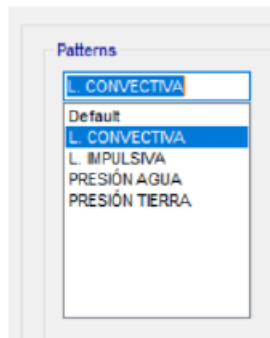 Patterns
L. CONVECTIVA
Default
L. CONVECTIVA
L. IMPULSIVA
PRESIÓN AGUA
PRESIÓN TIERRA